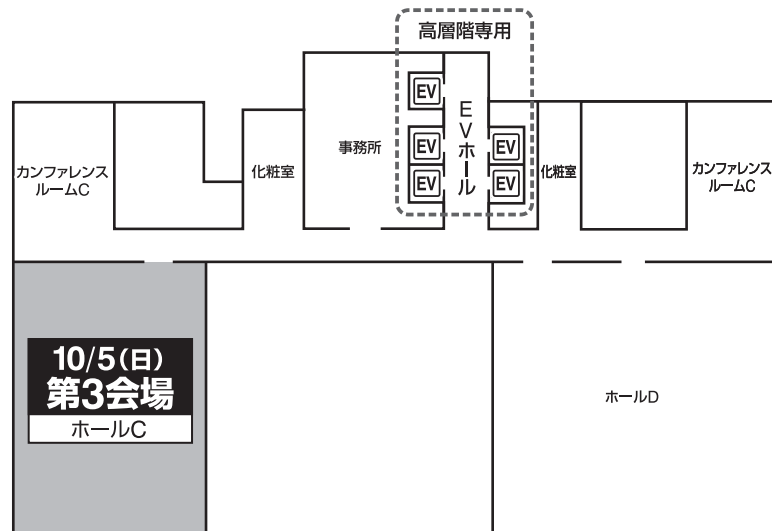 高層階専用
EV
EV
EV
EVホール
EV
EV
カンファレンス
ルームC
化粧室
事務所
化粧室
カンファレンス
ルームC
10/5(日)
第3会場
ホールC
ホールD